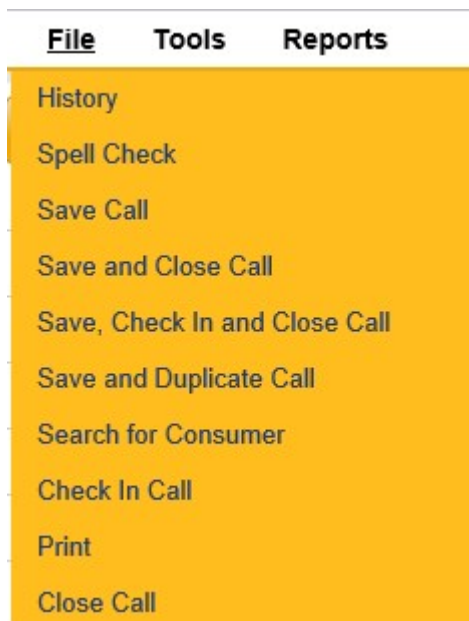 File Tools Reports
History
Spell Check
Save Call
Save and Close Call
Save, Check In and Close Call
Save and Duplicate Call
Search for Consumer
Check In Call
Print
Close Call